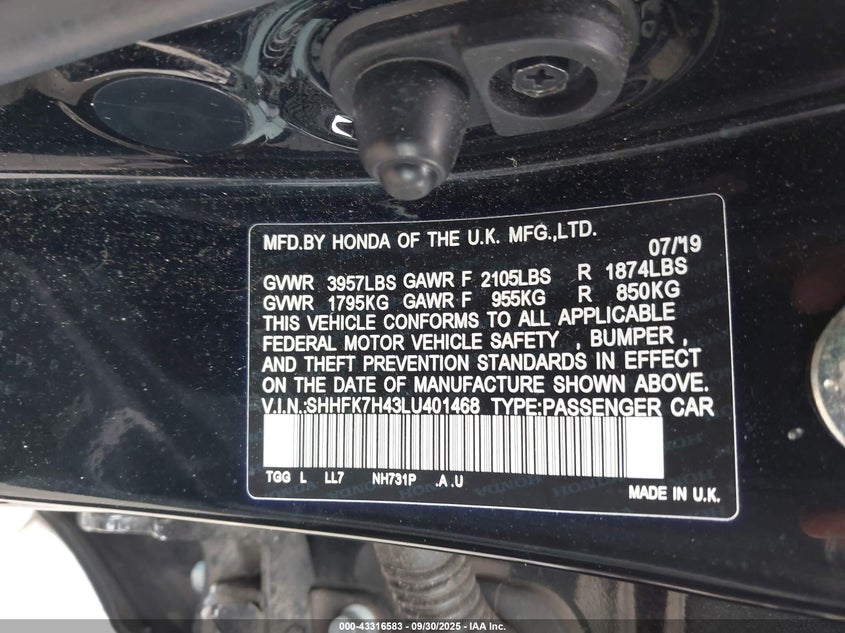 MFD.BY HONDA OF THE U.K. MFG.,LTD.
07/'19
GVWR 3957LBS GAWR F 2105LBS R 1874LBS
GVWR 1795KG GAWR F 955KG R 850KG
THIS VEHICLE CONFORMS TO ALL APPLICABLE
FEDERAL MOTOR VEHICLE SAFETY , BUMPER ,
AND THEFT PREVENTION STANDARDS IN EFFECT
ON THE DATE OF MANUFACTURE SHOWN ABOVE.
V.I.N.:SHHFK7H43LU401468 TYPE:PASSENGER CAR
TGG L LL7 NH731P .A .U
MADE IN U.K.
000-43316583 - 09/30/2025 - IAA Inc.